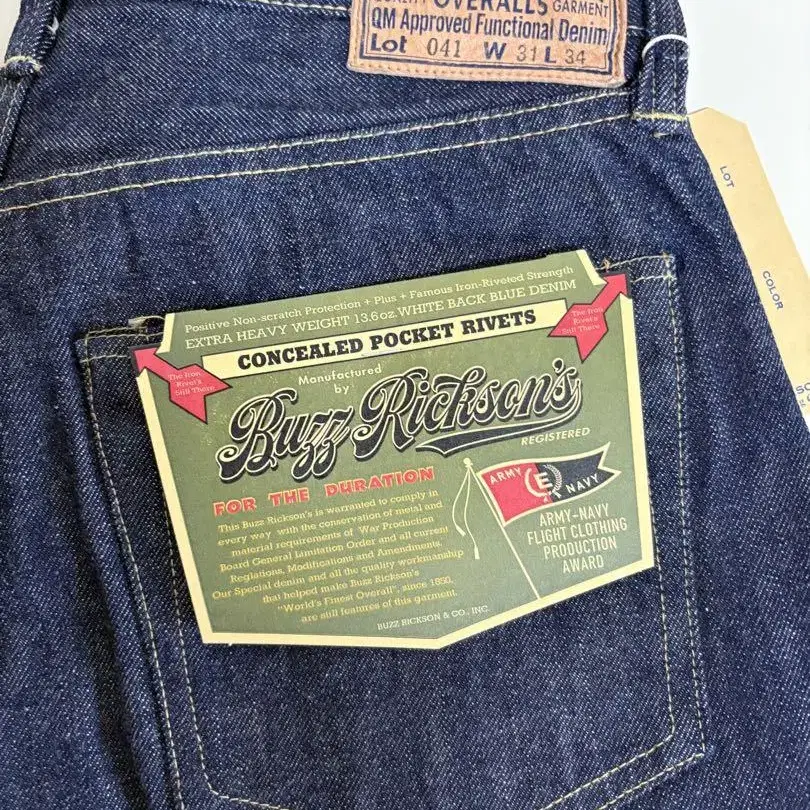 OVERALLS GARMENT
QM Approved Functional Denim
Lot 041 W 31 L 34
LOT
COLOR
Positive Non-scratch Protection + Plus + Famous Iron-Riveted Strength
EXTRA HEAVY WEIGHT 13.6oz. WHITE BACK BLUE DENIM
CONCEALED POCKET RIVETS
The Iron
Rivet's
Still There
The Iron
Rivet's
Still There
Manufactured
by
Buzz Rickson's
REGISTERED
FOR THE DURATION
This Buzz Rickson's is warranted to comply in
every way with the conservation of metal and
material requirements of War Production
Board General Limitation Order and all current
Reglations, Modifications and Amendments.
Our Special denim and all the quality workmanship
that helped make Buzz Rickson's
"World's Finest Overall", since 1850,
are still features of this garment.
ARMY E NAVY
ARMY-NAVY
FLIGHT CLOTHING
PRODUCTION
AWARD
BUZZ RICKSON & CO., INC.